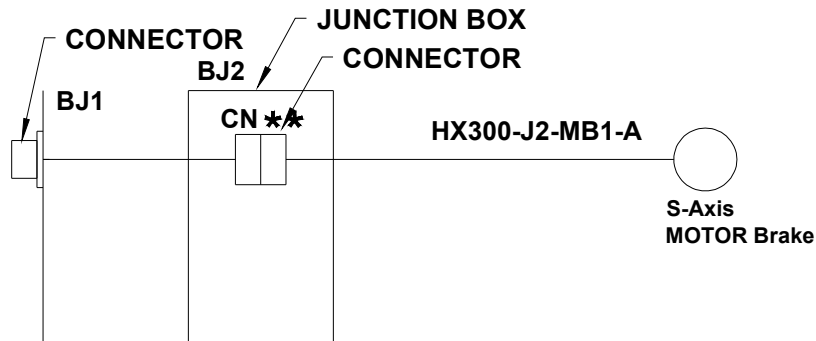 JUNCTION BOX
CONNECTOR
BJ2
CONNECTOR
BJ1
CN **
HX300-J2-MB1-A
S-Axis
MOTOR Brake